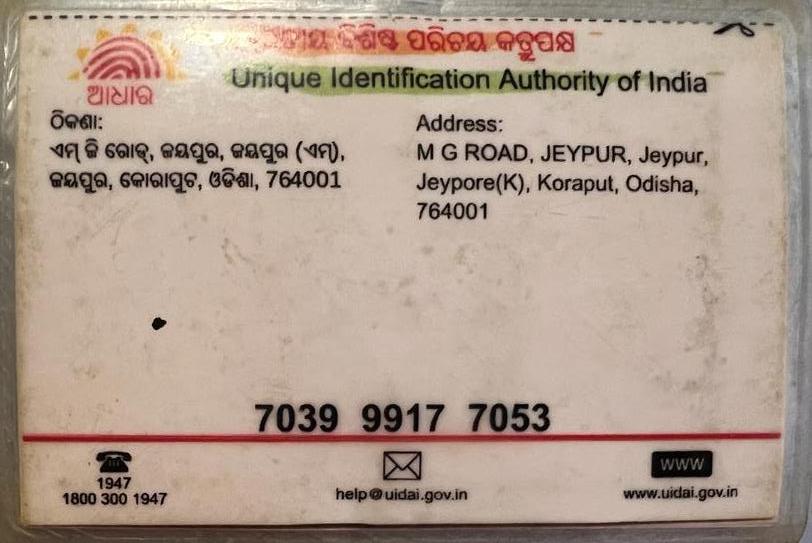 ଆଧାର
ବିଶିଷ୍ଟ ପରିଚୟ କର୍ତ୍ତୃପକ୍ଷ
Unique Identification Authority of India
ଠିକଣା:
ଏମ୍ ଜି ରୋଡ୍, ଜୟପୁର, ଜୟପୁର (ଏମ୍),
ଜୟପୁର, କୋରାପୁଟ, ଓଡିଶା, 764001
Address:
M G ROAD, JEYPUR, Jeypur,
Jeypore(K), Koraput, Odisha,
764001
7039 9917 7053
1947
1800 300 1947
help@uidai.gov.in
www
www.uidai.gov.in